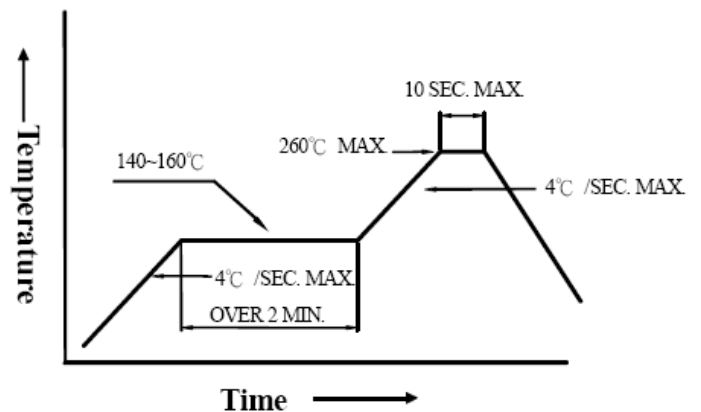 10 SEC. MAX.
260℃ MAX.
140~160℃
4℃ /SEC. MAX.
4℃ /SEC. MAX.
OVER 2 MIN.
Temperature
Time